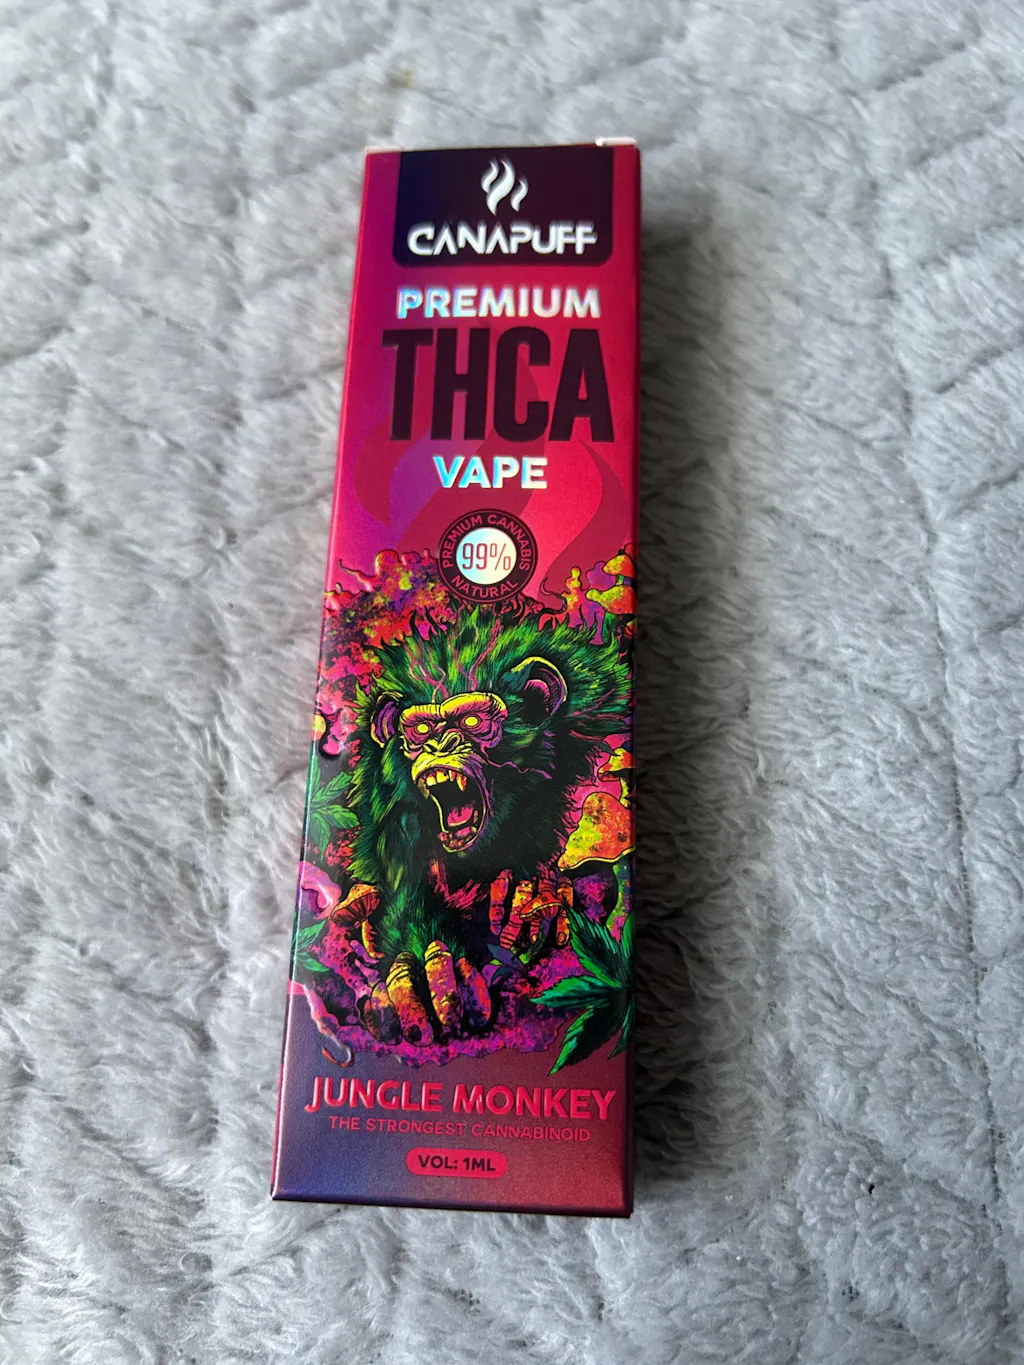 CANAPUFF
PREMIUM
THCA
VAPE
PREMIUM CANNABIS
99%
NATURAL
JUNGLE MONKEY
THE STRONGEST CANNABINOID
VOL: 1ML